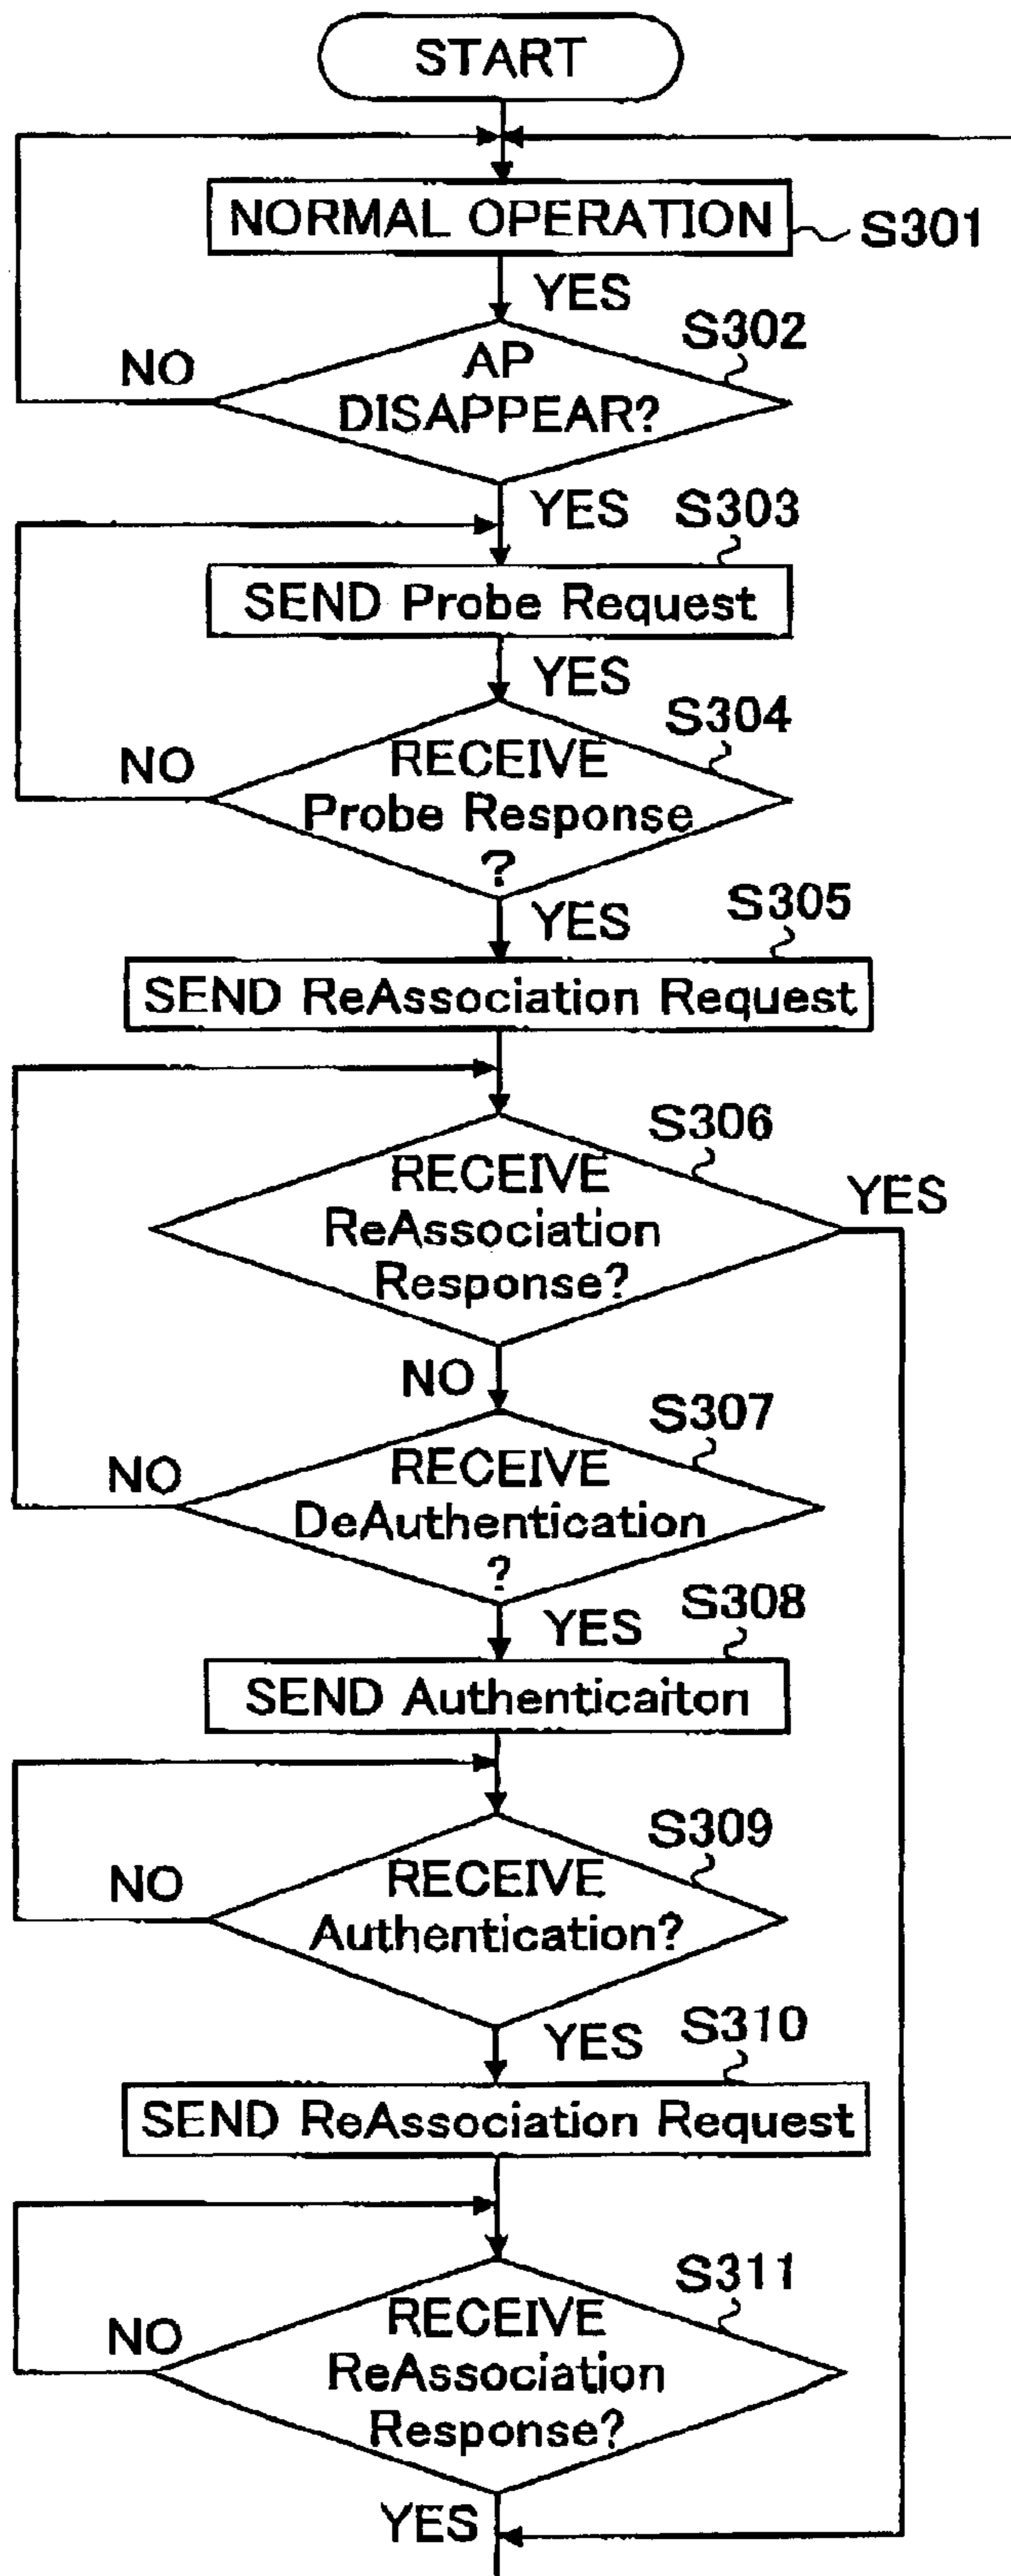 START
NORMAL OPERATION
S301
YES
S302
NO
AP
DISAPPEAR?
YES
S303
SEND Probe Request
YES
S304
NO
RECEIVE
Probe Response
?
YES
S305
SEND ReAssociation Request
S306
RECEIVE
ReAssociation
Response?
YES
NO
S307
NO
RECEIVE
DeAuthentication
?
YES
S308
SEND Authenticaiton
S309
NO
RECEIVE
Authentication?
YES
S310
SEND ReAssociation Request
S311
NO
RECEIVE
ReAssociation
Response?
YES